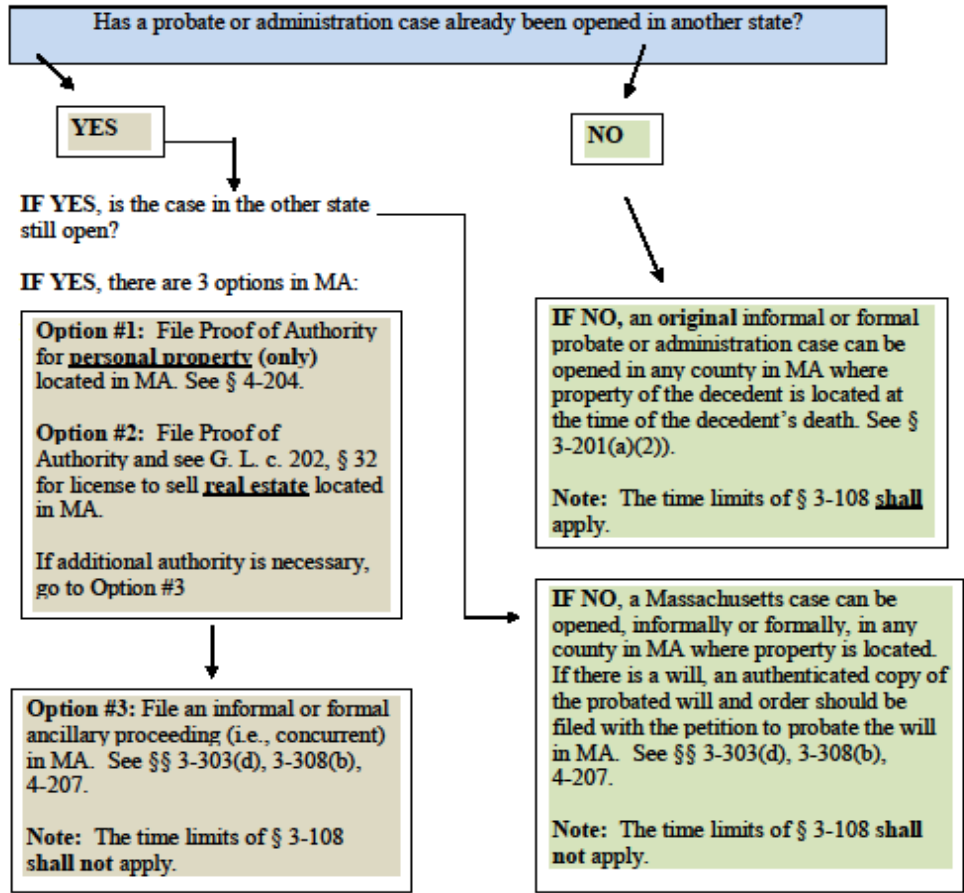 Has a probate or administration case already been opened in another state?
YES
NO
IF YES, is the case in the other state
still open?
IF YES, there are 3 options in MA:
Option #1:  File Proof of Authority
for personal property (only)
located in MA. See § 4-204.
Option #2:  File Proof of
Authority and see G. L. c. 202, § 32
for license to sell real estate located
in MA.
If additional authority is necessary,
go to Option #3
Option #3: File an informal or formal
ancillary proceeding (i.e., concurrent)
in MA.  See §§ 3-303(d), 3-308(b),
4-207.
Note:  The time limits of § 3-108
shall not apply.
IF NO, an original informal or formal
probate or administration case can be
opened in any county in MA where
property of the decedent is located at
the time of the decedent's death. See §
3-201(a)(2)).
Note:  The time limits of § 3-108 shall
apply.
IF NO, a Massachusetts case can be
opened, informally or formally, in any
county in MA where property is located.
If there is a will, an authenticated copy of
the probated will and order should be
filed with the petition to probate the will
in MA.  See §§ 3-303(d), 3-308(b),
4-207.
Note:  The time limits of § 3-108 shall
not apply.